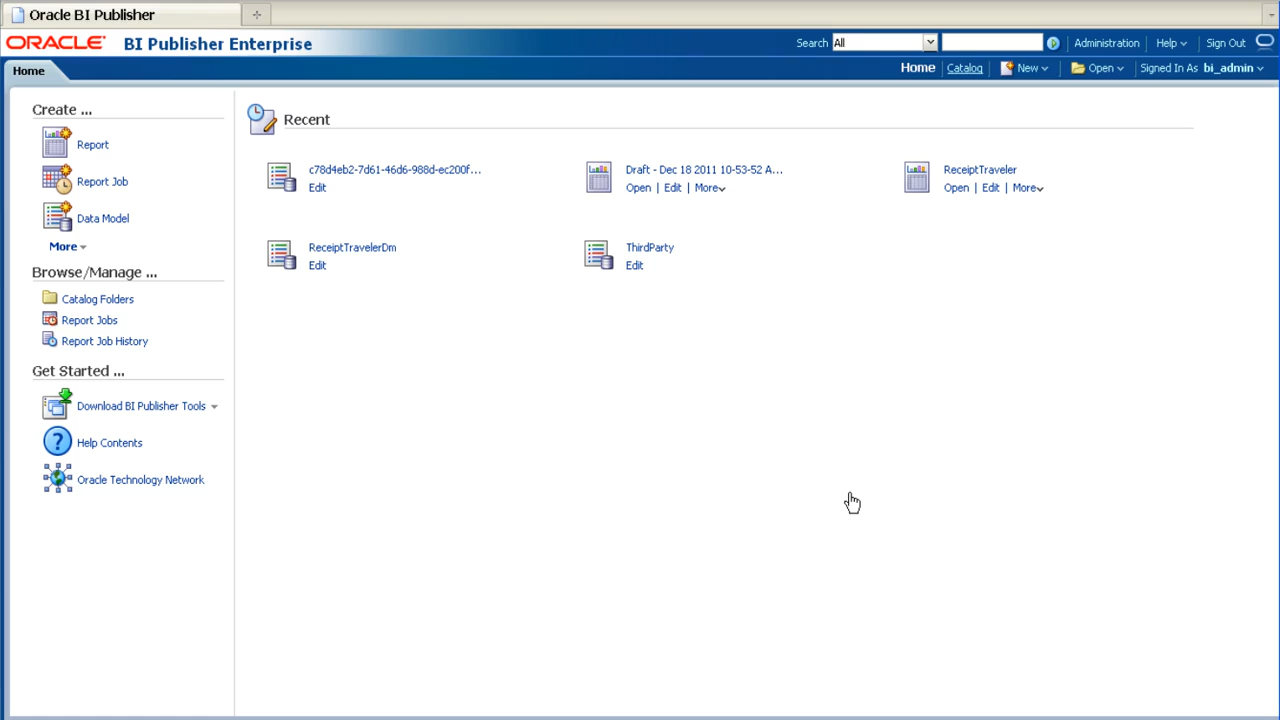 Oracle BI Publisher
ORACLE BI Publisher Enterprise
Search All Administration Help Sign Out
Home
Home Catalog New Open Signed In As bi_admin
Create ...
Report
Report Job
Data Model
More
Browse/Manage ...
Catalog Folders
Report Jobs
Report Job History
Get Started ...
Download BI Publisher Tools
Help Contents
Oracle Technology Network
Recent
c78d4eb2-7d61-46d6-988d-ec200f...
Edit
Draft - Dec 18 2011 10-53-52 A...
Open | Edit | More
ReceiptTraveler
Open | Edit | More
ReceiptTravelerDm
Edit
ThirdParty
Edit